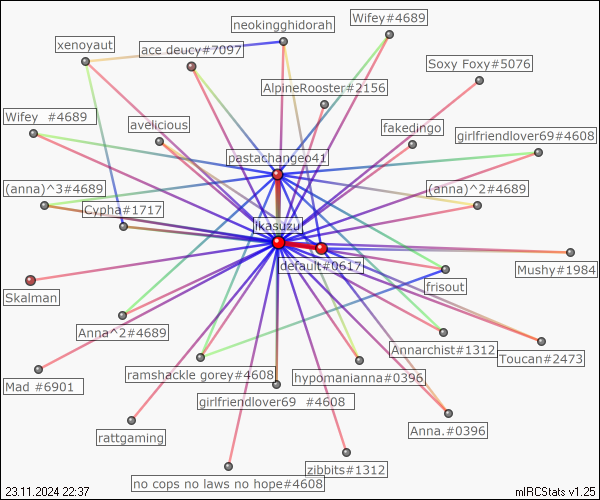 neokingghidorah
Wifey#4689
xenoyaut
ace deucy#7097
Soxy Foxy#5076
AlpineRooster#2156
Wifey  #4689
avelicious
fakedingo
girlfriendlover69#4608
pastachangeo41
(anna)^3#4689
(anna)^2#4689
Cypha#1717
ikasuzu
default#0617
Mushy#1984
Skalman
frisout
Anna^2#4689
Annarchist#1312
Toucan#2473
ramshackle gorey#4608
hypomanianna#0396
Mad #6901
girlfriendlover69  #4608
rattgaming
Anna.#0396
zibbits#1312
no cops no laws no hope#4608
23.11.2024 22:37
mIRCStats v1.25